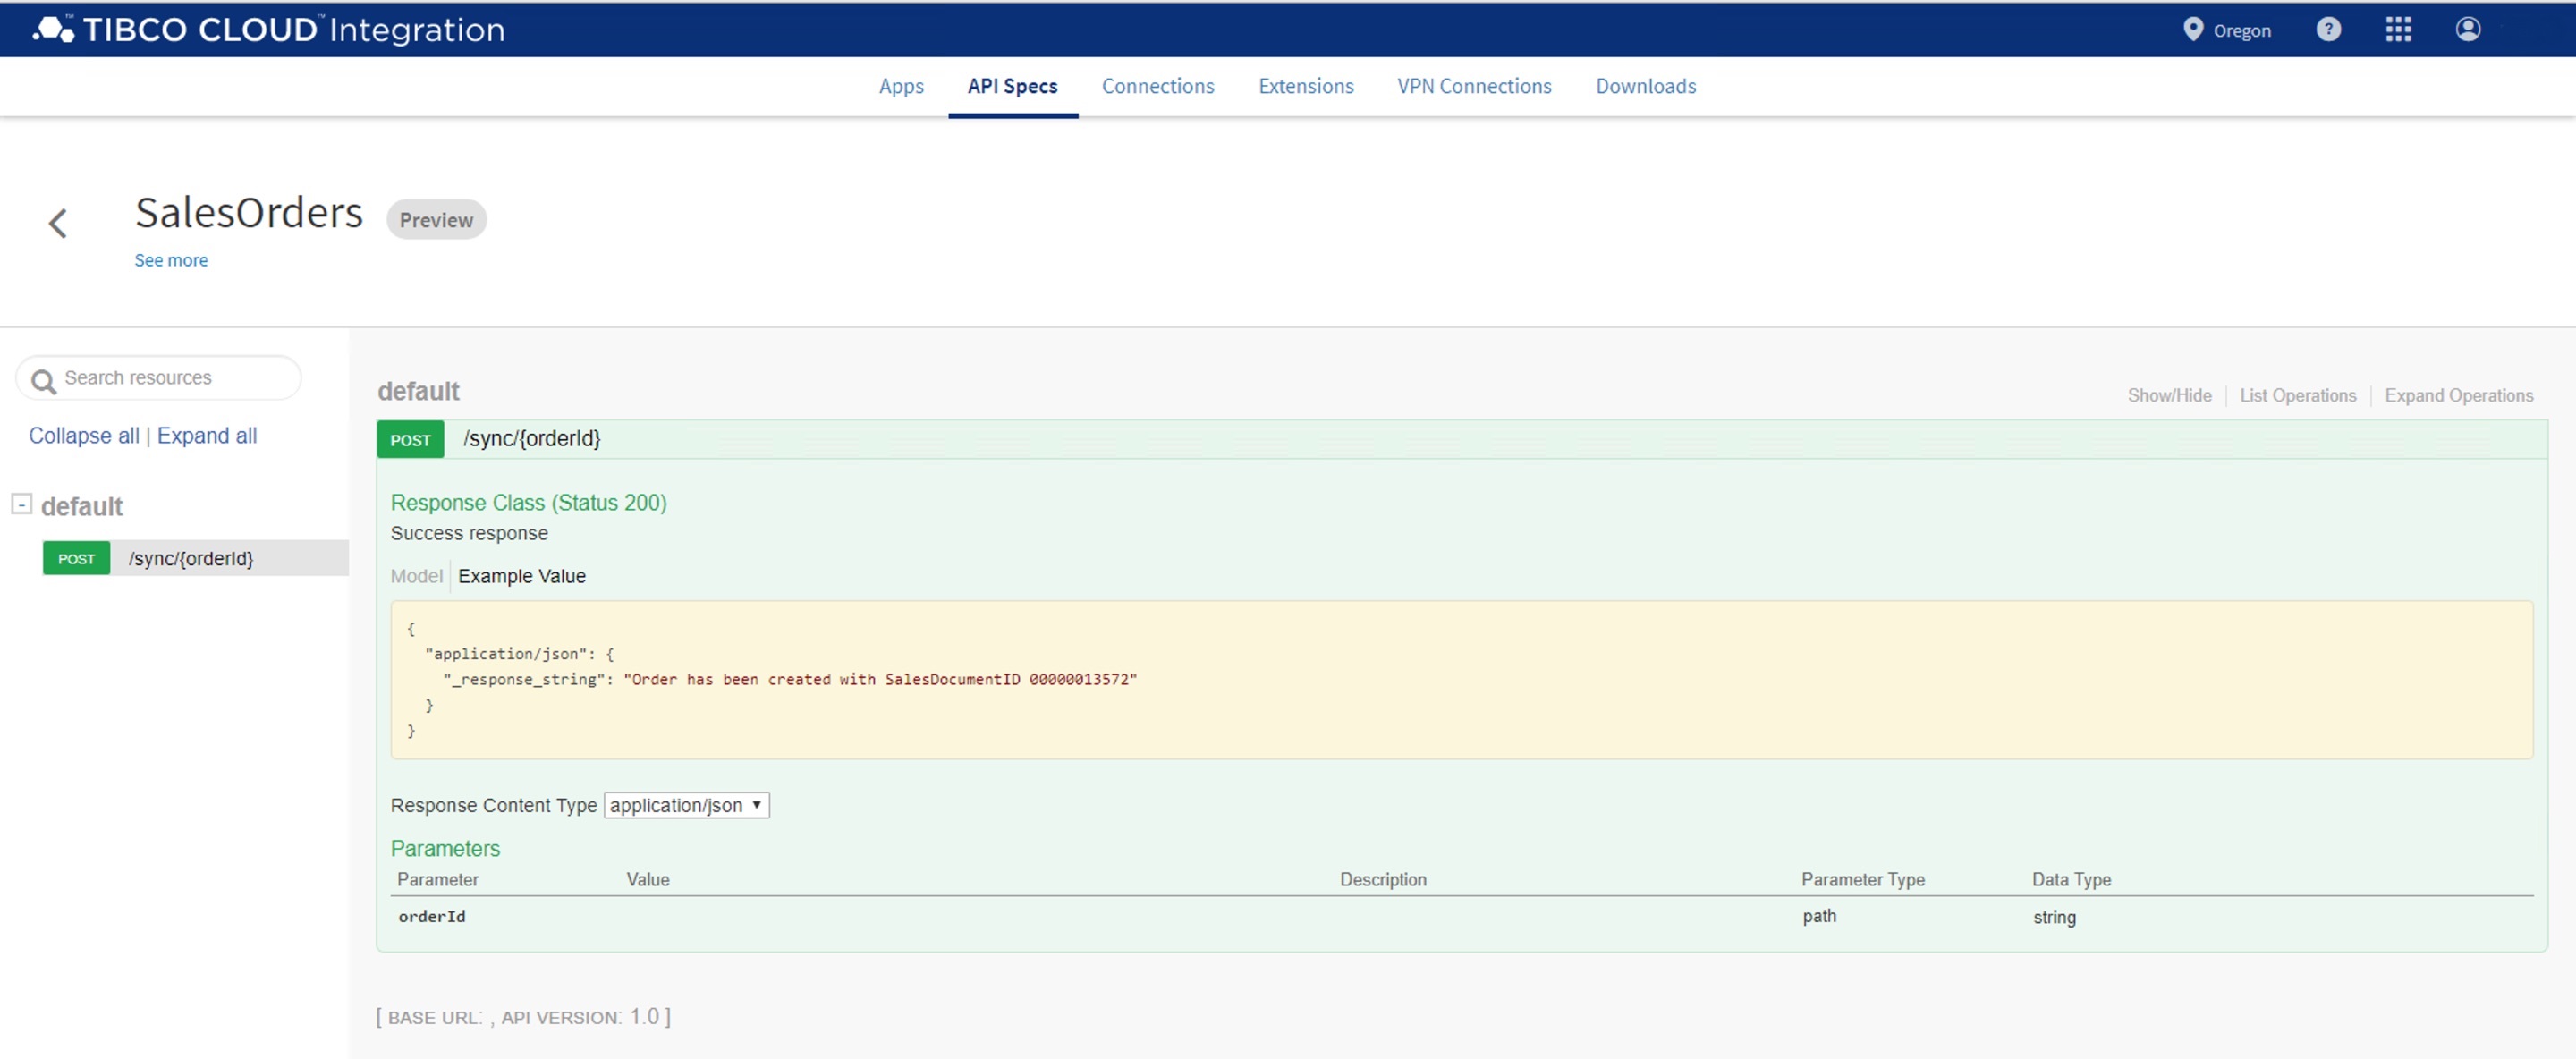 TIBCO CLOUD™ Integration
Oregon
?
Apps API Specs Connections Extensions VPN Connections Downloads
SalesOrders Preview
See more
Search resources
Collapse all | Expand all
- default
POST /sync/{orderId}
default
Show/Hide List Operations Expand Operations
POST /sync/{orderId}
Response Class (Status 200)
Success response
Model Example Value
{
"application/json": {
"_response_string": "Order has been created with SalesDocumentID 00000013572"
}
}
Response Content Type application/json
Parameters
Parameter Value Description Parameter Type Data Type
orderId path string
[ BASE URL: , API VERSION: 1.0 ]